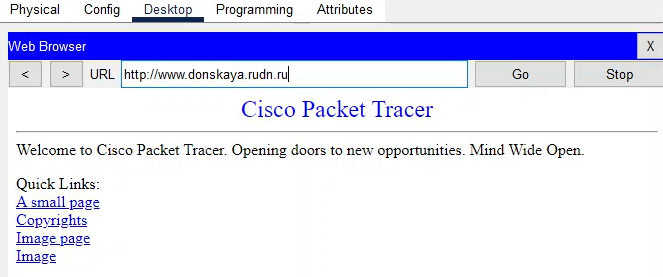 Physical Config Desktop Programming Attributes
Web Browser X
< > URL http://www.donskaya.rudn.ru Go Stop
Cisco Packet Tracer
Welcome to Cisco Packet Tracer. Opening doors to new opportunities. Mind Wide Open.
Quick Links:
A small page
Copyrights
Image page
Image